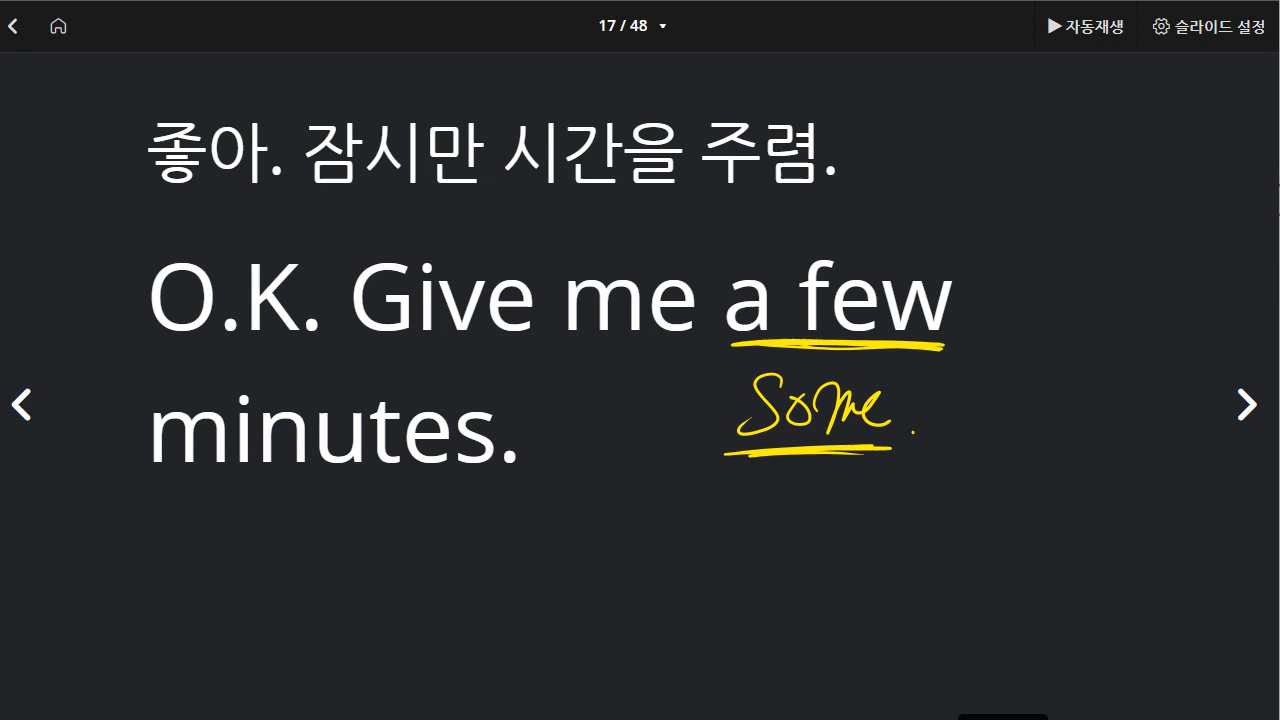 17 / 48
자동재생
슬라이드 설정
좋아. 잠시만 시간을 주렴.
O.K. Give me a few
some.
minutes.